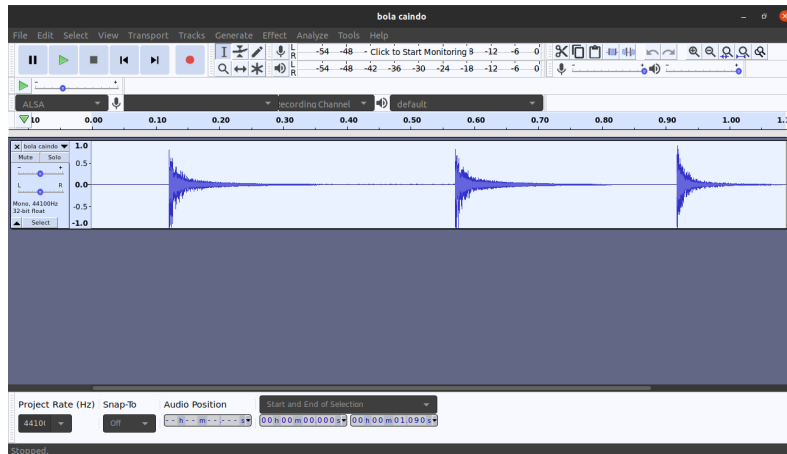 bola caindo
File Edit Select View Transport Tracks Generate Effect Analyze Tools Help
L R -54 -48 - Click to Start Monitoring 8 -12 -6 0
L R -54 -48 -42 -36 -30 -24 -18 -12 -6 0
- +
ALSA ecording Channel default
10 0.00 0.10 0.20 0.30 0.40 0.50 0.60 0.70 0.80 0.90 1.00 1.
x bola caindo 1.0
Mute Solo
- + 0.5-
L R 0.0-
Mono, 44100Hz
32-bit float -0.5-
Select -1.0
Project Rate (Hz) Snap-To Audio Position Start and End of Selection
4410( Off - - h - - m - - . - - - s 00 h 00 m 00,000 s 00 h 00 m 01,090 s
Stopped.